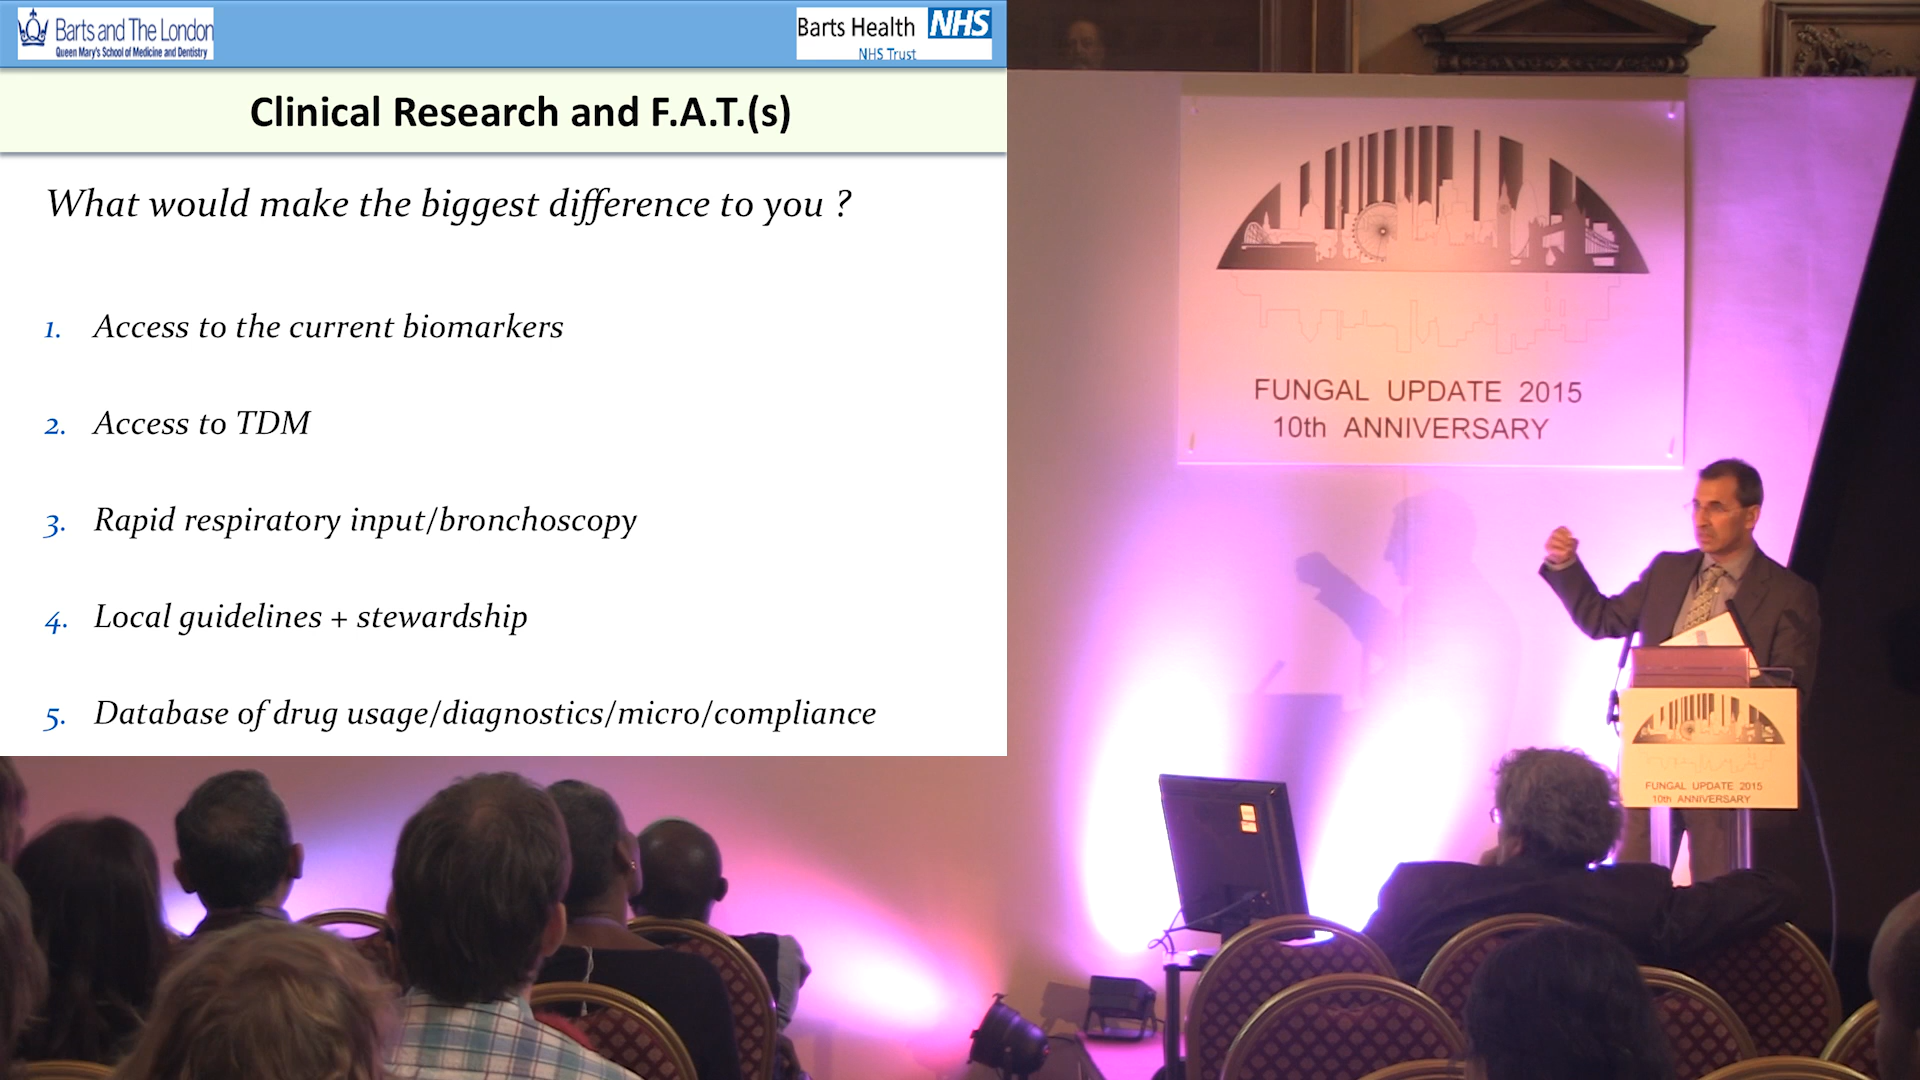 Barts and The London
Queen Mary's School of Medicine and Dentistry
Barts Health NHS
NHS Trust
Clinical Research and F.A.T.(s)
What would make the biggest difference to you ?
1. Access to the current biomarkers
2. Access to TDM
3. Rapid respiratory input/bronchoscopy
4. Local guidelines + stewardship
5. Database of drug usage/diagnostics/micro/compliance
FUNGAL UPDATE 2015
10th ANNIVERSARY
FUNGAL UPDATE 2015
10th ANNIVERSARY